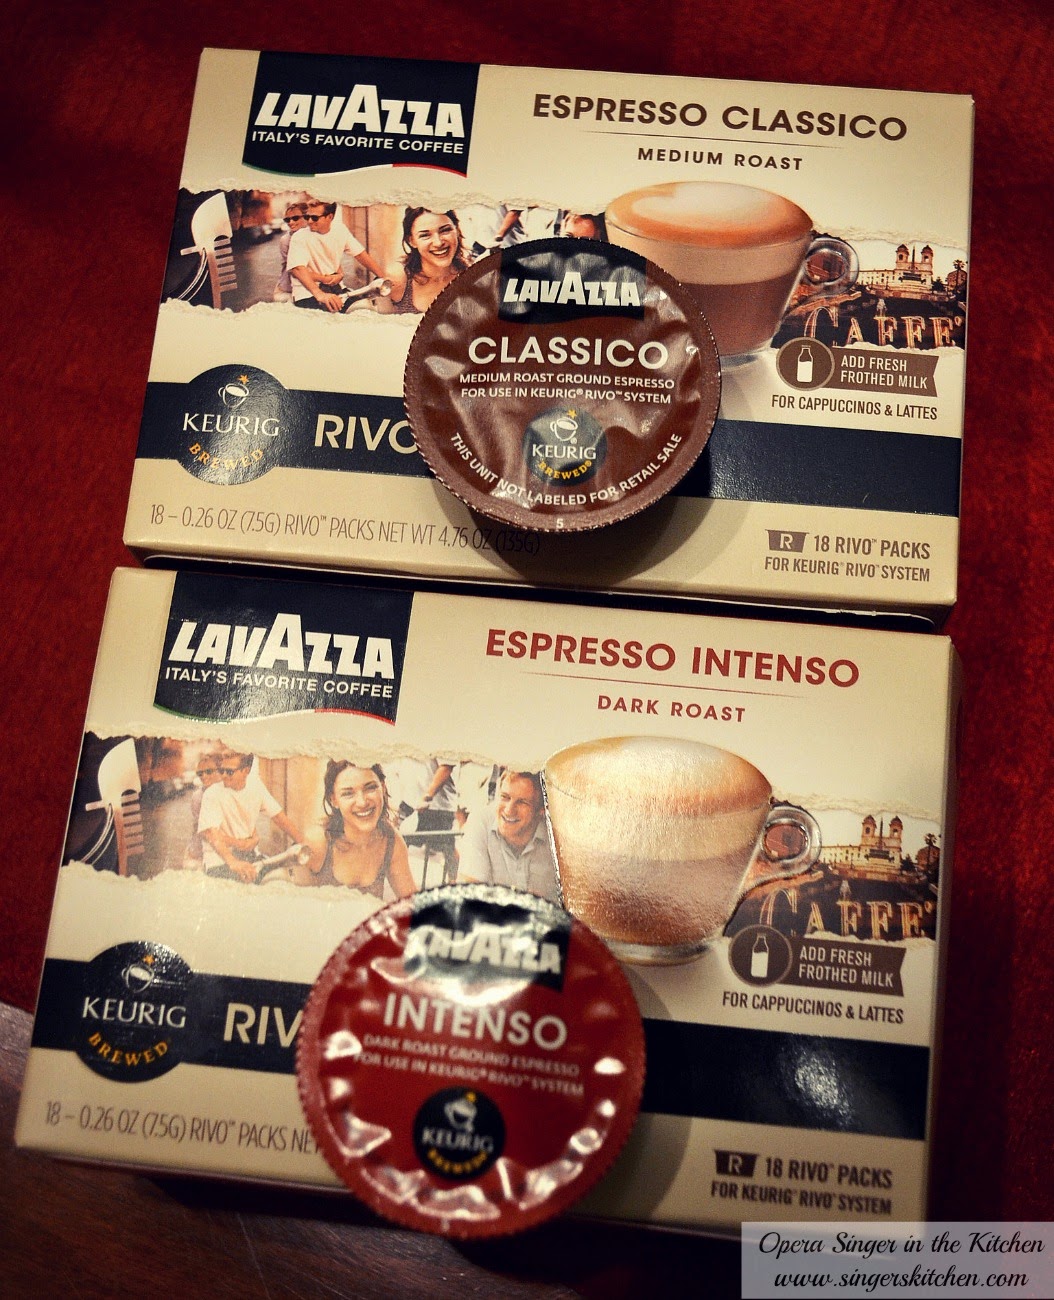 LAVAZZA
ITALY'S FAVORITE COFFEE
ESPRESSO CLASSICO
MEDIUM ROAST
CAFFE'
ADD FRESH
FROTHED MILK
FOR CAPPUCCINOS & LATTES
KEURIG
BREWED
RIVO
18 – 0.26 OZ (7.5G) RIVO™ PACKS NET WT 4.76 OZ (135G)
R 18 RIVO™ PACKS
FOR KEURIG® RIVO™ SYSTEM
LAVAZZA
CLASSICO
MEDIUM ROAST GROUND ESPRESSO
FOR USE IN KEURIG® RIVO™ SYSTEM
KEURIG
BREWED®
THIS UNIT NOT LABELED FOR RETAIL SALE
5
LAVAZZA
ITALY'S FAVORITE COFFEE
ESPRESSO INTENSO
DARK ROAST
CAFFE'
ADD FRESH
FROTHED MILK
FOR CAPPUCCINOS & LATTES
KEURIG
BREWED
RIV
18 – 0.26 OZ (7.5G) RIVO™ PACKS NE
R 18 RIVO™ PACKS
FOR KEURIG® RIVO™ SYSTEM
LAVAZZA
INTENSO
DARK ROAST GROUND ESPRESSO
FOR USE IN KEURIG® RIVO™ SYSTEM
KEURIG
BREWED
Opera Singer in the Kitchen
www.singerskitchen.com